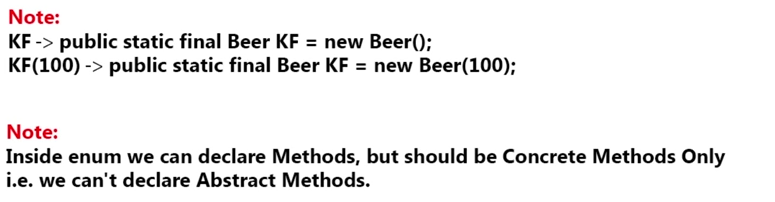 Note:
KF -> public static final Beer KF = new Beer();
KF(100) -> public static final Beer KF = new Beer(100);
Note:
Inside enum we can declare Methods, but should be Concrete Methods Only
i.e. we can't declare Abstract Methods.